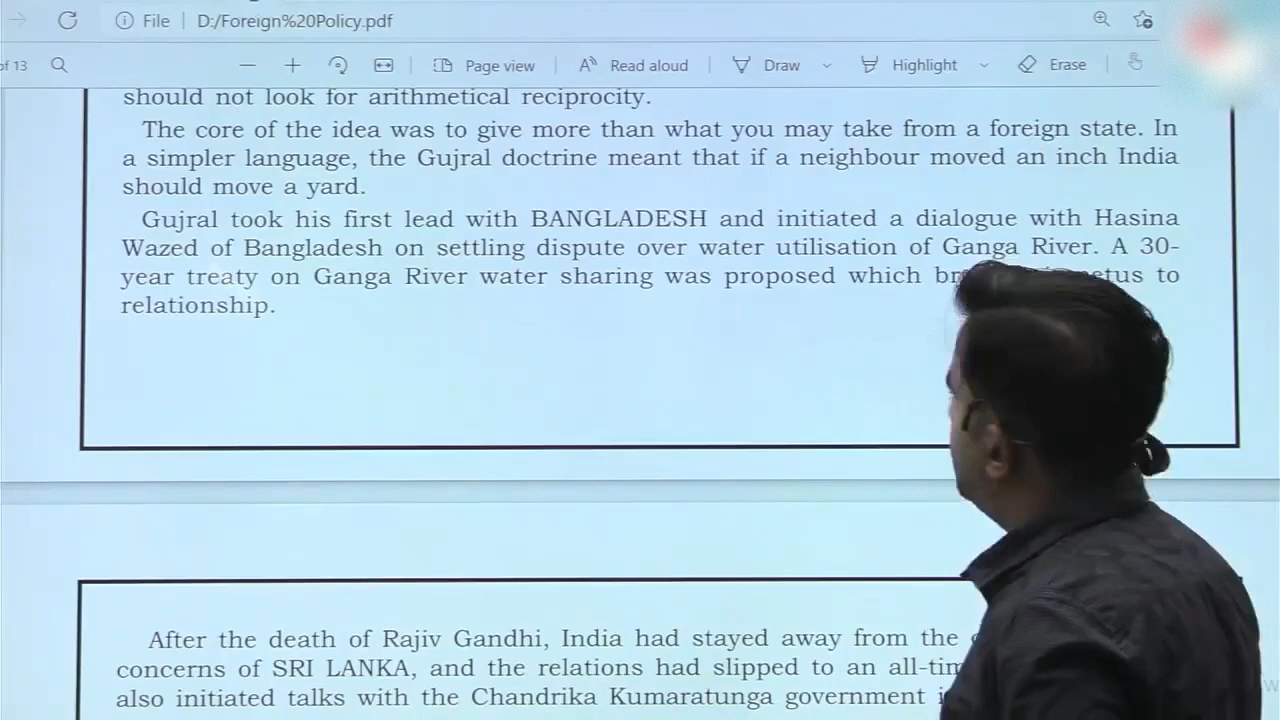 File | D:/Foreign%20Policy.pdf
of 13 Page view Read aloud Draw Highlight Erase
should not look for arithmetical reciprocity.
The core of the idea was to give more than what you may take from a foreign state. In
a simpler language, the Gujral doctrine meant that if a neighbour moved an inch India
should move a yard.
Gujral took his first lead with BANGLADESH and initiated a dialogue with Hasina
Wazed of Bangladesh on settling dispute over water utilisation of Ganga River. A 30-
year treaty on Ganga River water sharing was proposed which to
relationship.
After the death of Rajiv Gandhi, India had stayed away from the
concerns of SRI LANKA, and the relations had slipped to an
also initiated talks with the Chandrika Kumaratunga government